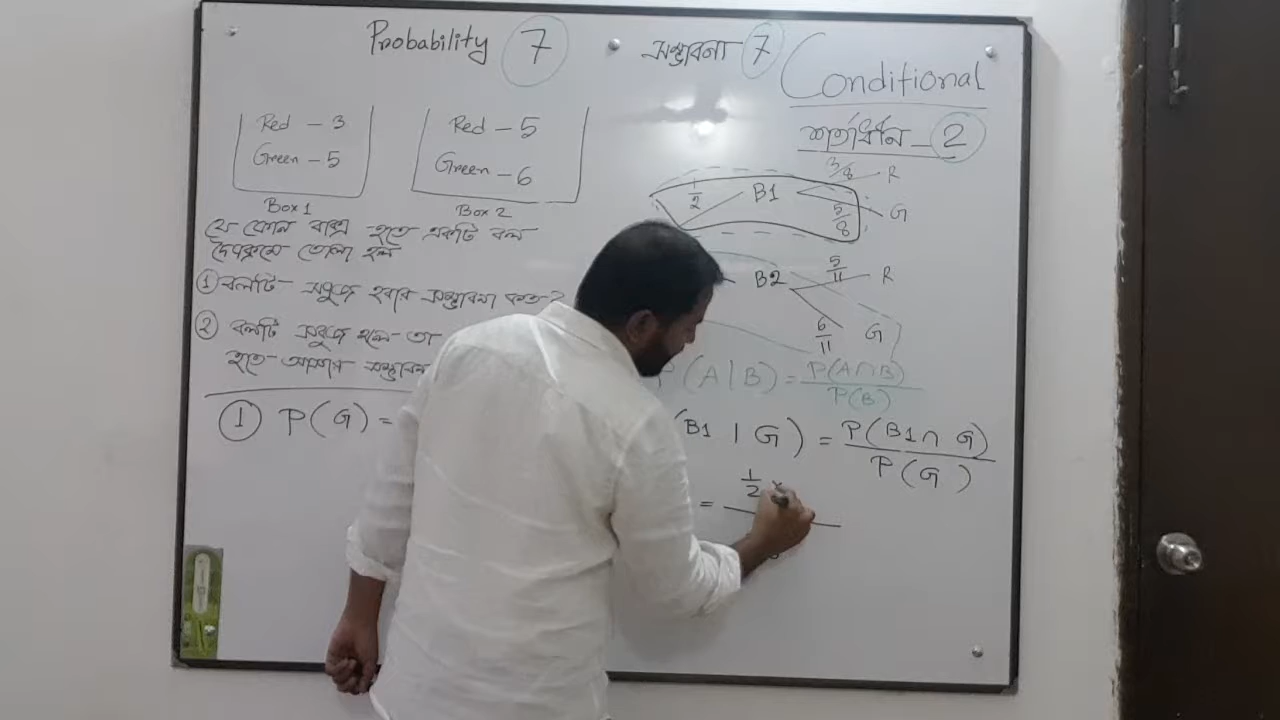 Probability 7
সম্ভাবনা 7
Conditional
শর্তাধীন - 2
Red - 3
Green - 5
Box 1
Red - 5
Green - 6
Box 2
যে কোন বাক্স হতে একটি বল
দৈবক্রমে তোলা হল
① বলটি সবুজ হবার সম্ভাবনা কত?
② বলটি সবুজ হলে তা
হতে আসার
① P(G) =
1/2 B1 3/8 R
5/8 G
B2 5/11 R
6/11 G
P(A|B) = P(A∩B) / P(B)
(B1 | G) = P(B1 ∩ G) / P(G)
= 1/2 ×